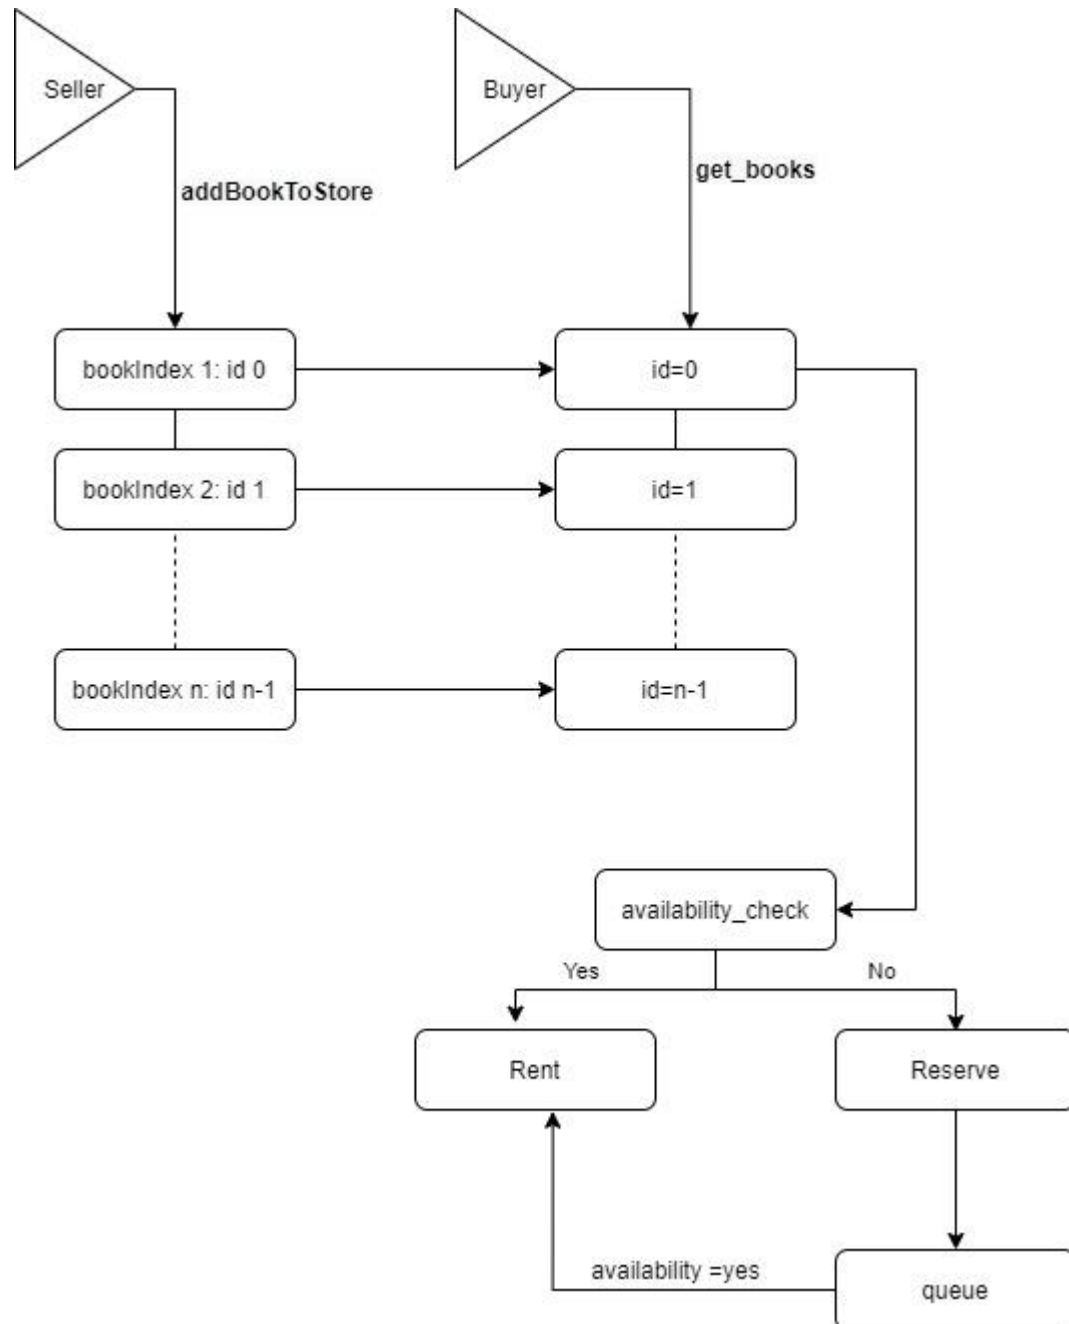 Seller
Buyer
get_books
addBookToStore
bookIndex 1: id 0
id=0
bookIndex 2: id 1
id=1
bookIndex n: id n-1
id=n-1
availability_check
Yes
No
Rent
Reserve
availability =yes
queue